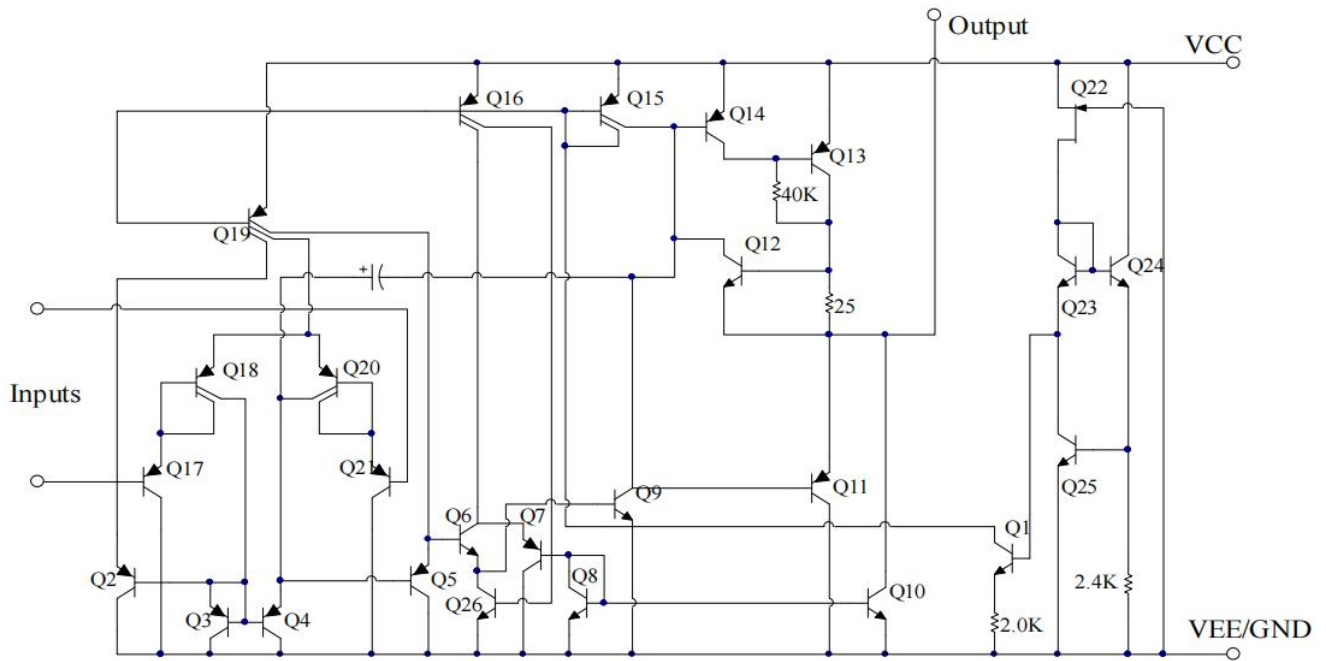 Output
VCC
Q22
Q16
Q15
Q14
Q13
40K
Q19
Q12
Q24
Q23
25
Q18
Q20
Inputs
Q17
Q21
Q9
Q11
Q25
Q6
Q7
Q1
Q2
Q5
Q8
Q26
Q10
2.4K
Q3
Q4
2.0K
VEE/GND
+